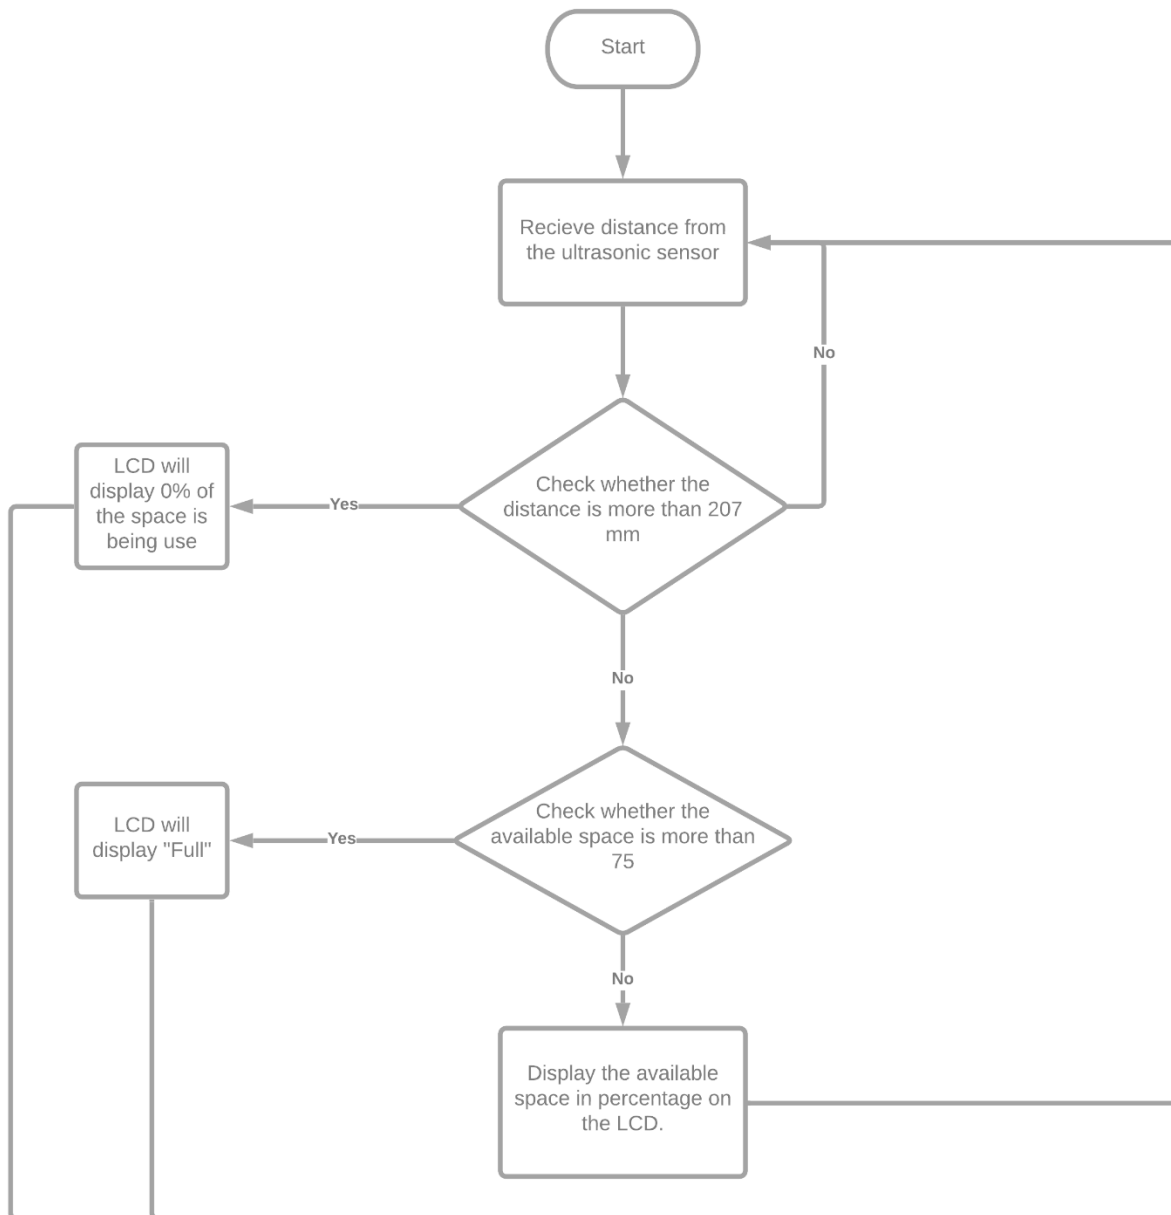 Start
Recieve distance from
the ultrasonic sensor
No
Check whether the
distance is more than 207
mm
Yes
LCD will
display 0% of
the space is
being use
No
Check whether the
available space is more than
75
Yes
LCD will
display "Full"
No
Display the available
space in percentage on
the LCD.